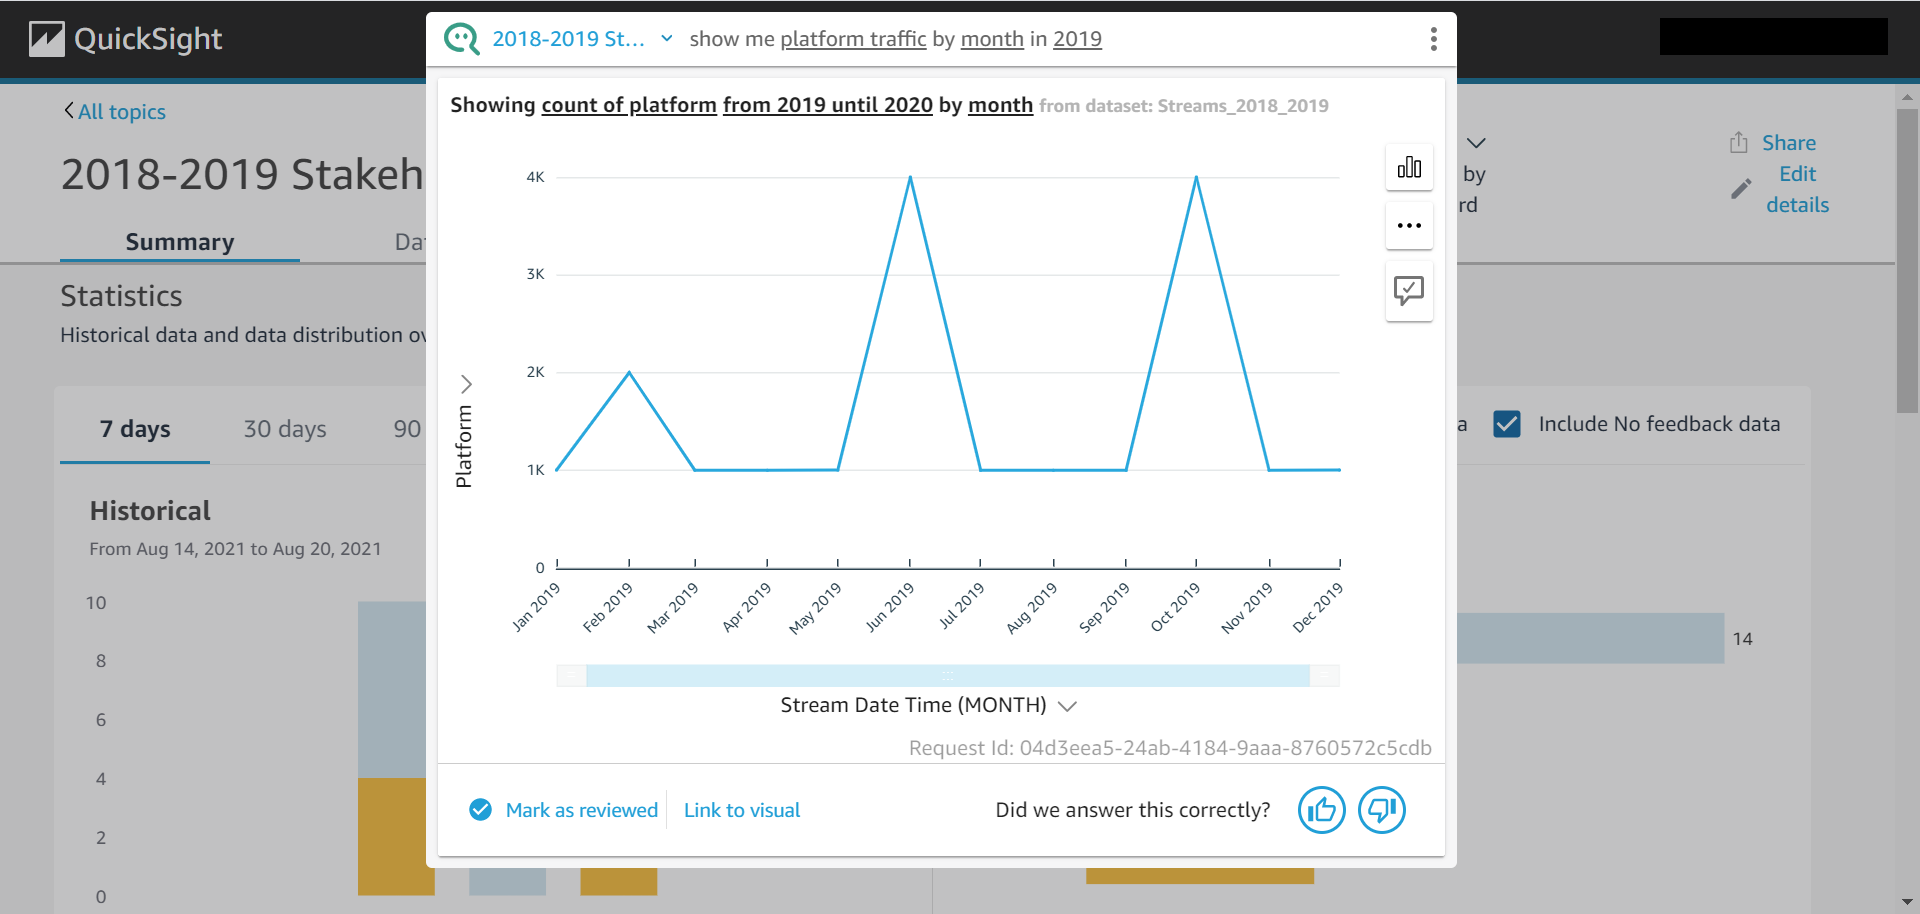 QuickSight
2018-2019 St... show me platform traffic by month in 2019
All topics
2018-2019 Stakeh
by
rd
Share
Edit
details
Summary
Da
Statistics
Historical data and data distribution ov
7 days 30 days 90
a Include No feedback data
Historical
From Aug 14, 2021 to Aug 20, 2021
10
8
6
4
2
0
14
Showing count of platform from 2019 until 2020 by month from dataset: Streams_2018_2019
4K
3K
2K
1K
0
Platform
Jan 2019
Feb 2019
Mar 2019
Apr 2019
May 2019
Jun 2019
Jul 2019
Aug 2019
Sep 2019
Oct 2019
Nov 2019
Dec 2019
Stream Date Time (MONTH)
Request Id: 04d3eea5-24ab-4184-9aaa-8760572c5cdb
Mark as reviewed Link to visual Did we answer this correctly?